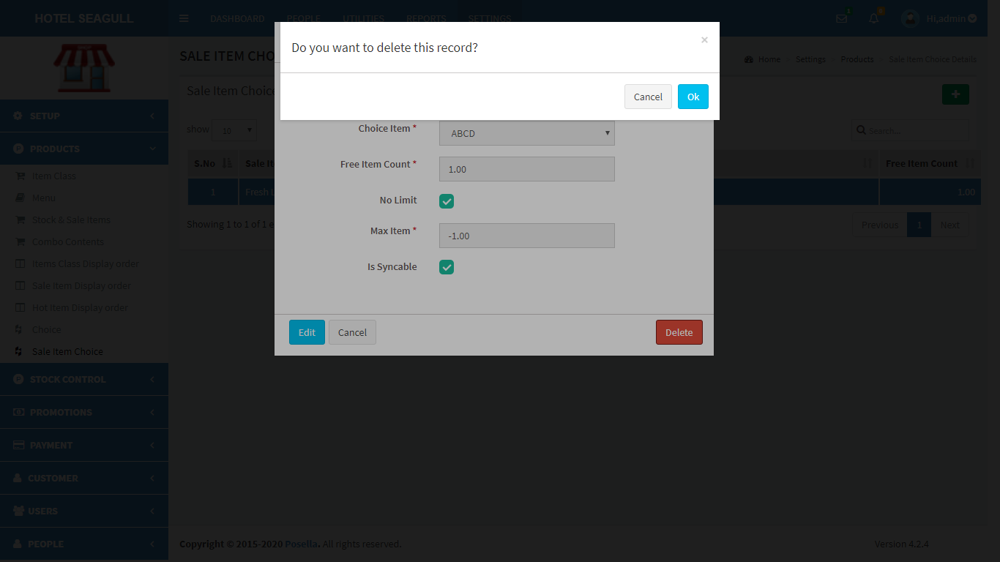 HOTEL SEAGULL
DASHBOARD PEOPLE UTILITIES REPORTS SETTINGS
1
Hi,admin
Do you want to delete this record?
×
Cancel Ok
SALE ITEM CHO
Home Settings Products Sale Item Choice Details
Sale Item Choice
+
SETUP
PRODUCTS
Item Class
Menu
Stock & Sale Items
Combo Contents
Items Class Display order
Sale Item Display order
Hot Item Display order
Choice
Sale Item Choice
STOCK CONTROL
PROMOTIONS
PAYMENT
CUSTOMER
USERS
PEOPLE
show 10
Search...
S.No Sale It Free Item Count
1 Fresh 1.00
Showing 1 to 1 of 1 e
Previous 1 Next
Choice Item * ABCD
Free Item Count * 1.00
No Limit
Max Item * -1.00
Is Syncable
Edit Cancel Delete
Copyright © 2015-2020 Posella. All rights reserved.
Version 4.2.4